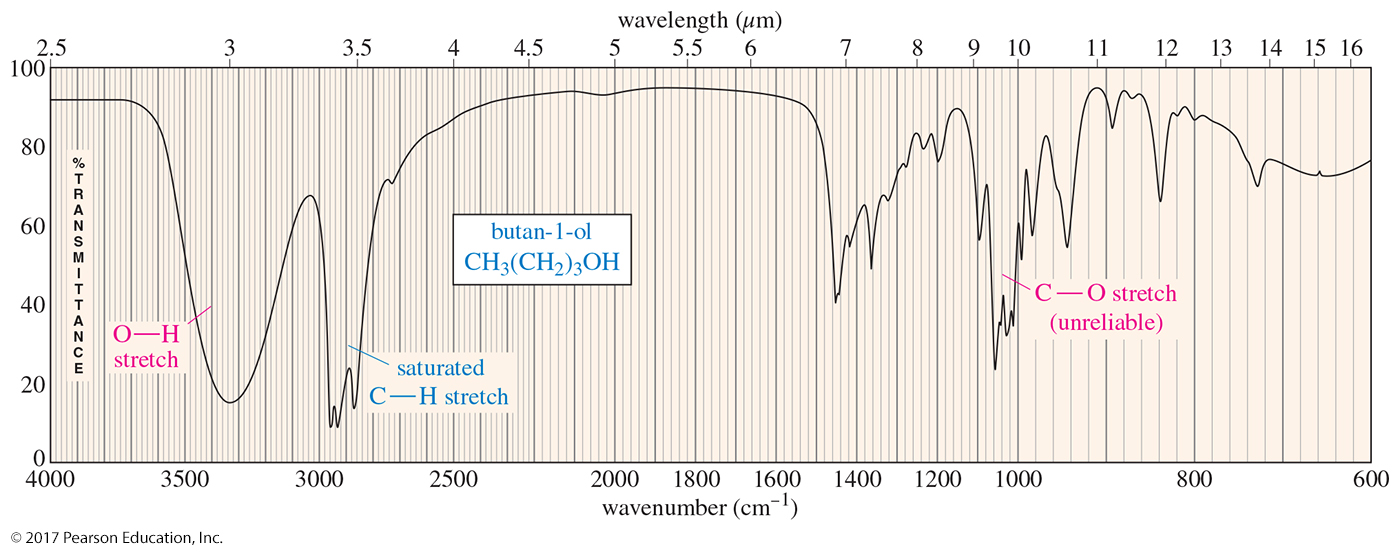 wavelength (μm)
2.5 3 3.5 4 4.5 5 5.5 6 7 8 9 10 11 12 13 14 15 16
100
80
60
40
20
0
%
T
R
A
N
S
M
I
T
T
A
N
C
E
O—H
stretch
saturated
C—H stretch
butan-1-ol
CH₃(CH₂)₃OH
C—O stretch
(unreliable)
4000 3500 3000 2500 2000 1800 1600 1400 1200 1000 800 600
wavenumber (cm⁻¹)
© 2017 Pearson Education, Inc.